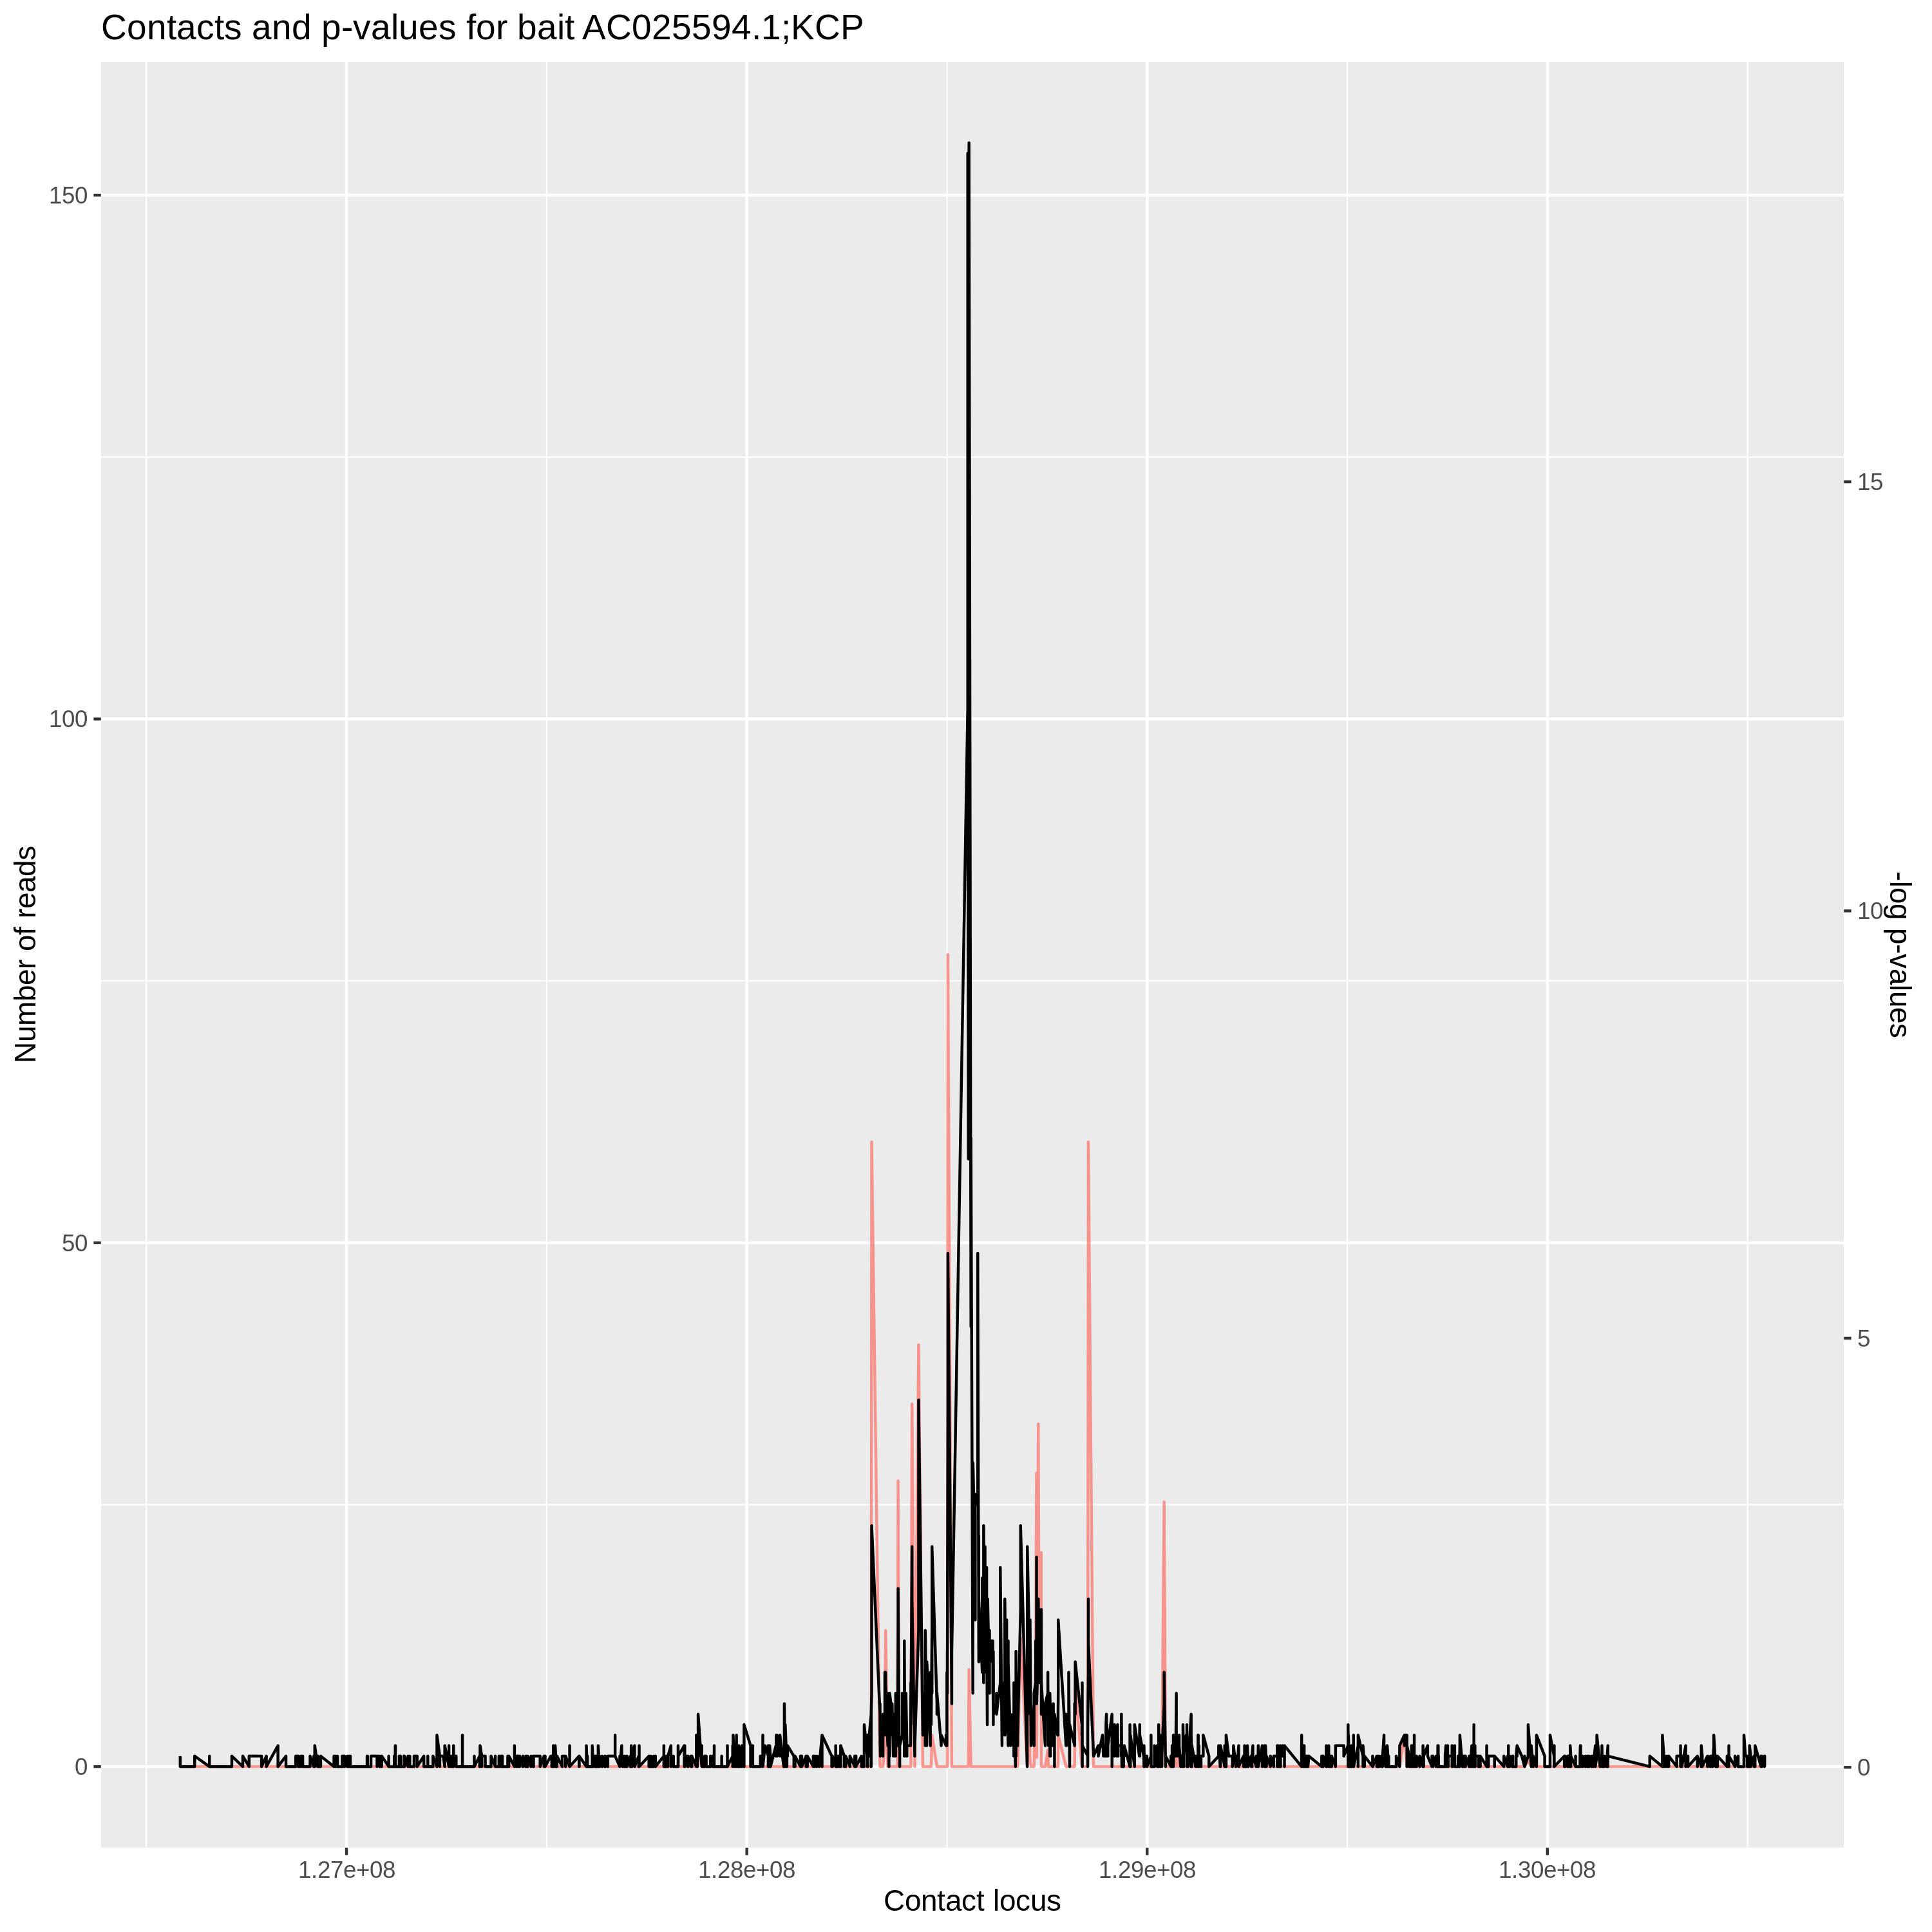 Contacts and p-values for bait AC025594.1;KCP
150
100
50
0
Number of reads
15
10
5
0
-log p-values
1.27e+08
1.28e+08
1.29e+08
1.30e+08
Contact locus